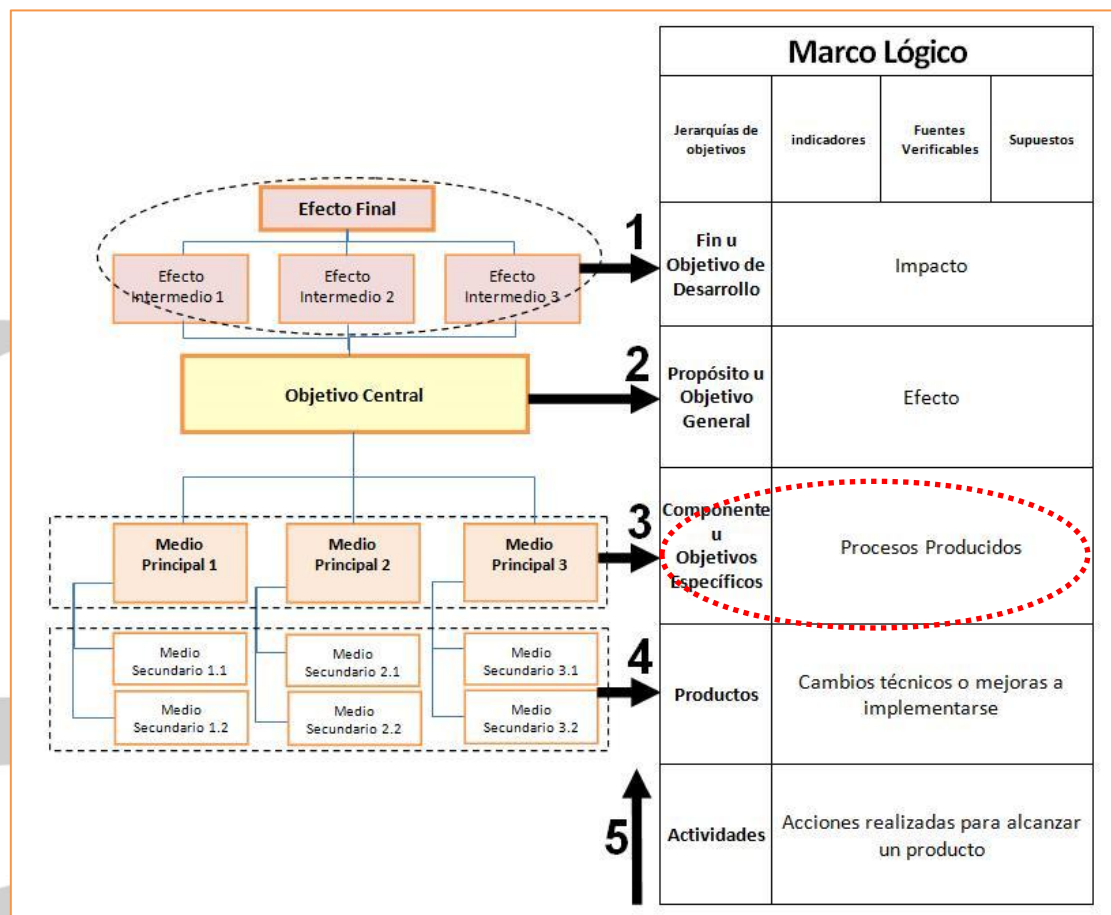 Marco Lógico
Jerarquías de
objetivos
indicadores
Fuentes
Verificables
Supuestos
Efecto Final
Efecto
Intermedio 1
Efecto
Intermedio 2
Efecto
Intermedio 3
1
Fin u
Objetivo de
Desarrollo
Impacto
Objetivo Central
2
Propósito u
Objetivo
General
Efecto
Medio
Principal 1
Medio
Principal 2
Medio
Principal 3
3
Componente
u
Objetivos
Específicos
Procesos Producidos
Medio
Secundario 1.1
Medio
Secundario 2.1
Medio
Secundario 3.1
Medio
Secundario 1.2
Medio
Secundario 2.2
Medio
Secundario 3.2
4
Productos
Cambios técnicos o mejoras a
implementarse
5
Actividades
Acciones realizadas para alcanzar
un producto